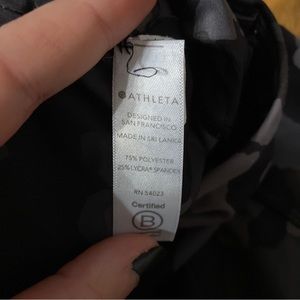 ATHLETA
DESIGNED IN
SAN FRANCISCO
MADE IN SRI LANKA
75% POLYESTER
25% LYCRA® SPANDEX
RN 54023
Certified
B